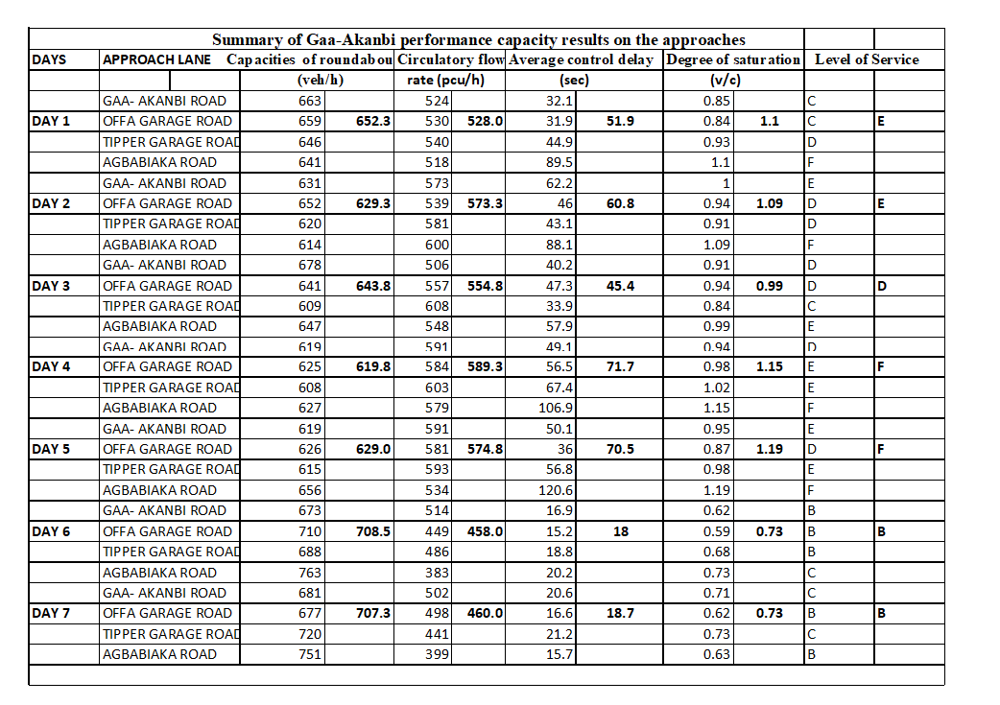 Summary of Gaa-Akanbi performance capacity results on the approaches
DAYS APPROACH LANE Capacities of roundabou Circulatory flow Average control delay Degree of saturation Level of Service
(veh/h) rate (pcu/h) (sec) (v/c)
GAA- AKANBI ROAD 663 524 32.1 0.85 C
DAY 1 OFFA GARAGE ROAD 659 652.3 530 528.0 31.9 51.9 0.84 1.1 C E
TIPPER GARAGE ROAD 646 540 44.9 0.93 D
AGBABIAKA ROAD 641 518 89.5 1.1 F
GAA- AKANBI ROAD 631 573 62.2 1 E
DAY 2 OFFA GARAGE ROAD 652 629.3 539 573.3 46 60.8 0.94 1.09 D E
TIPPER GARAGE ROAD 620 581 43.1 0.91 D
AGBABIAKA ROAD 614 600 88.1 1.09 F
GAA- AKANBI ROAD 678 506 40.2 0.91 D
DAY 3 OFFA GARAGE ROAD 641 643.8 557 554.8 47.3 45.4 0.94 0.99 D D
TIPPER GARAGE ROAD 609 608 33.9 0.84 C
AGBABIAKA ROAD 647 548 57.9 0.99 E
GAA- AKANBI ROAD 619 591 49.1 0.94 D
DAY 4 OFFA GARAGE ROAD 625 619.8 584 589.3 56.5 71.7 0.98 1.15 E F
TIPPER GARAGE ROAD 608 603 67.4 1.02 E
AGBABIAKA ROAD 627 579 106.9 1.15 F
GAA- AKANBI ROAD 619 591 50.1 0.95 E
DAY 5 OFFA GARAGE ROAD 626 629.0 581 574.8 36 70.5 0.87 1.19 D F
TIPPER GARAGE ROAD 615 593 56.8 0.98 E
AGBABIAKA ROAD 656 534 120.6 1.19 F
GAA- AKANBI ROAD 673 514 16.9 0.62 B
DAY 6 OFFA GARAGE ROAD 710 708.5 449 458.0 15.2 18 0.59 0.73 B B
TIPPER GARAGE ROAD 688 486 18.8 0.68 B
AGBABIAKA ROAD 763 383 20.2 0.73 C
GAA- AKANBI ROAD 681 502 20.6 0.71 C
DAY 7 OFFA GARAGE ROAD 677 707.3 498 460.0 16.6 18.7 0.62 0.73 B B
TIPPER GARAGE ROAD 720 441 21.2 0.73 C
AGBABIAKA ROAD 751 399 15.7 0.63 B